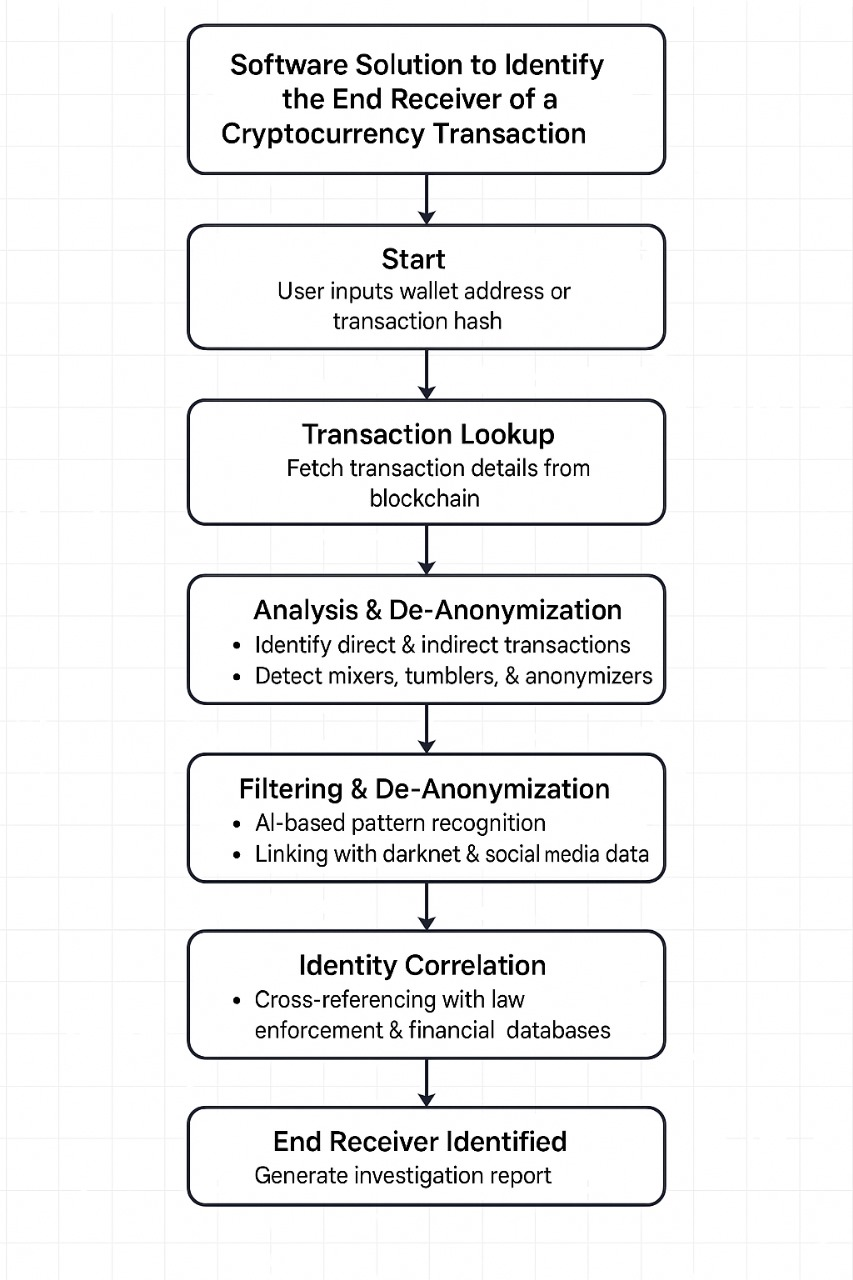 Software Solution to Identify
the End Receiver of a
Cryptocurrency Transaction
Start
User inputs wallet address or
transaction hash
Transaction Lookup
Fetch transaction details from
blockchain
Analysis & De-Anonymization
• Identify direct & indirect transactions
• Detect mixers, tumblers, & anonymizers
Filtering & De-Anonymization
• AI-based pattern recognition
• Linking with darknet & social media data
Identity Correlation
• Cross-referencing with law
enforcement & financial databases
End Receiver Identified
Generate investigation report